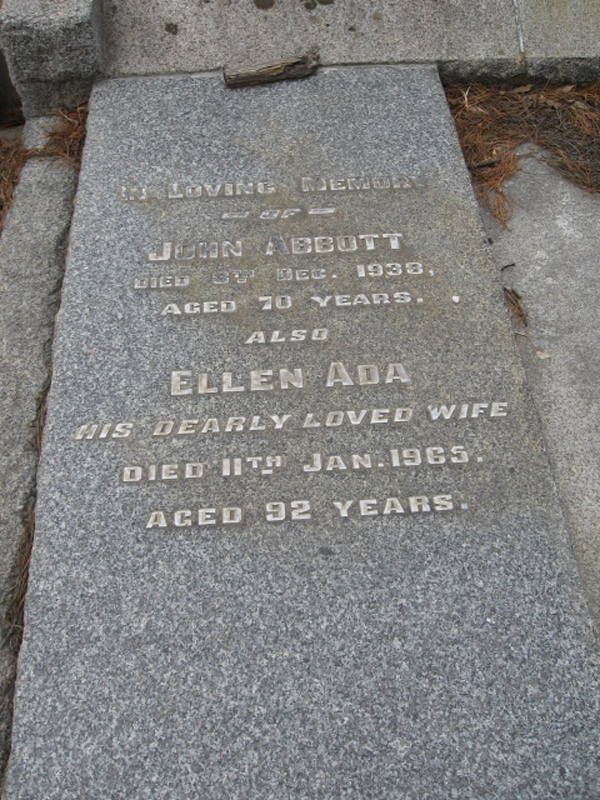 IN LOVING MEMORY
– OF –
JOHN ABBOTT
DIED 8TH DEC. 1938,
AGED 70 YEARS.
ALSO
ELLEN ADA
HIS DEARLY LOVED WIFE
DIED 11TH JAN. 1965.
AGED 92 YEARS.